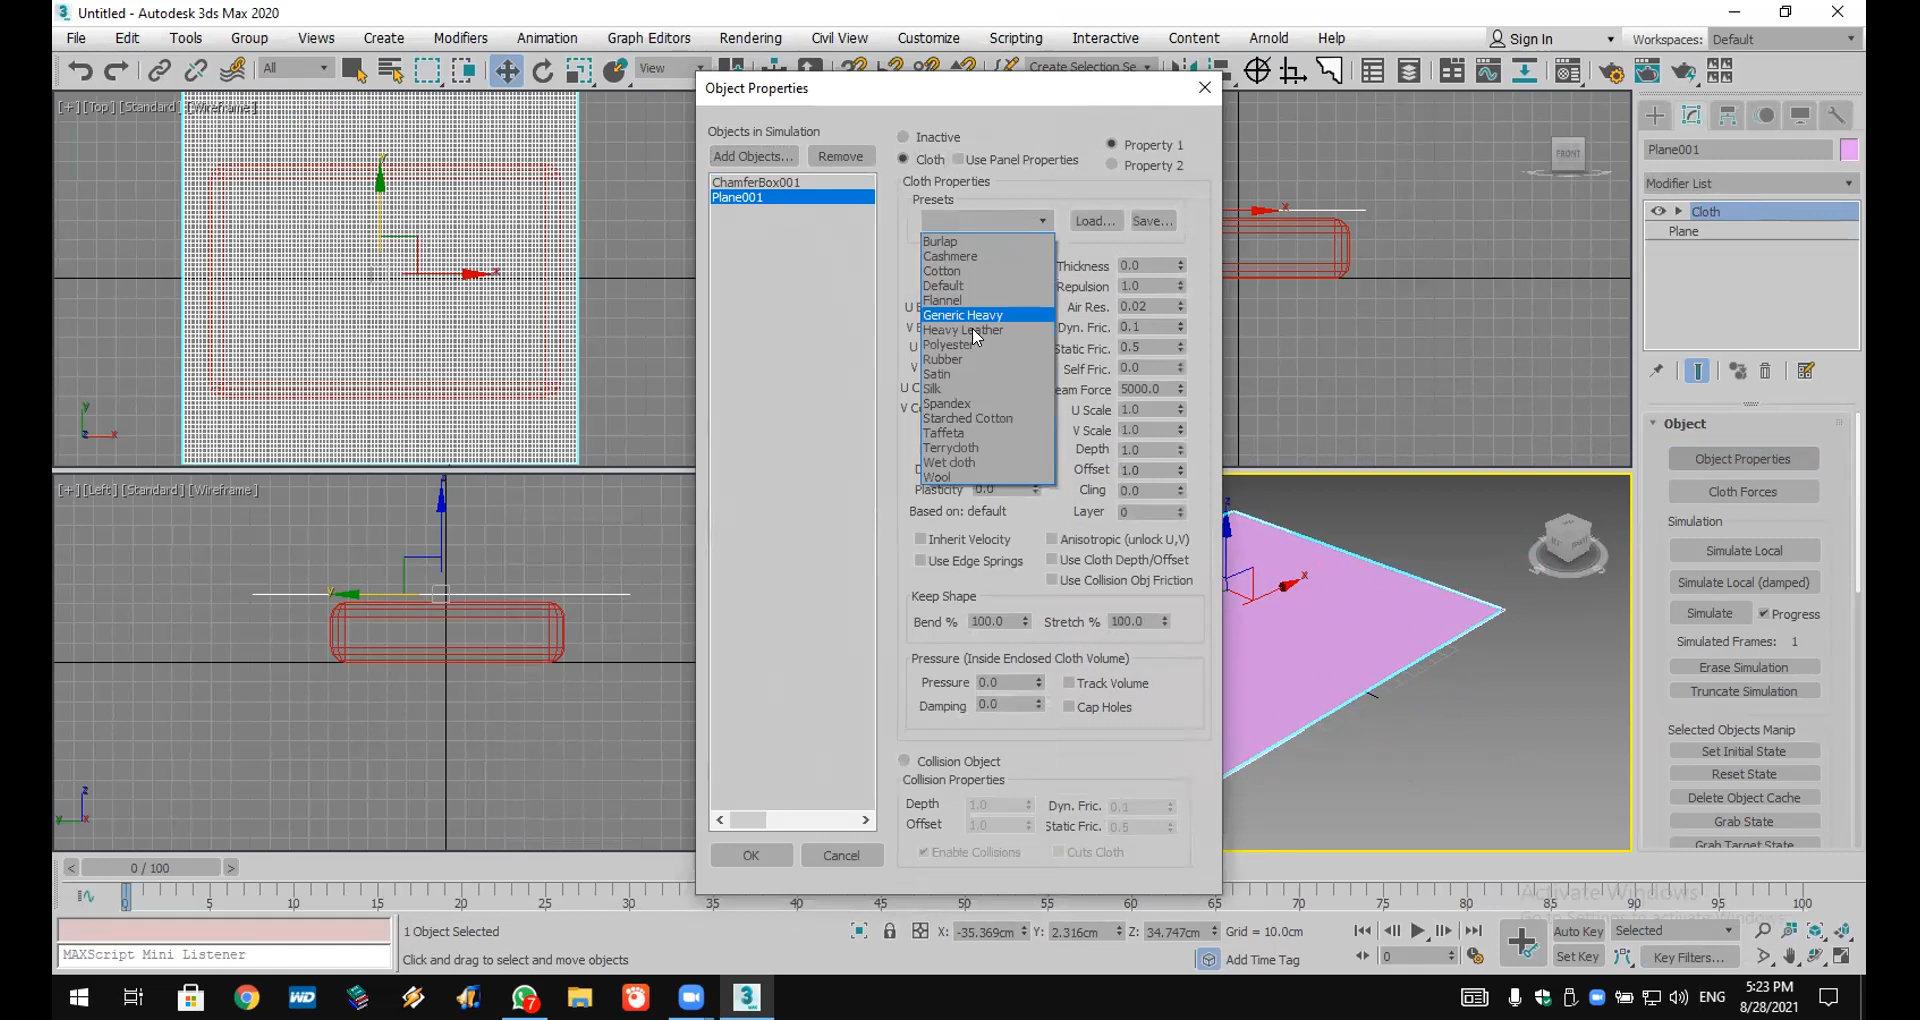 3 Untitled - Autodesk 3ds Max 2020
File Edit Tools Group Views Create Modifiers Animation Graph Editors Rendering Civil View Customize Scripting Interactive Content Arnold Help Sign In Workspaces: Default
All View Create Selection Se
Object Properties
[+] [Top] [Standard] [Wireframe]
Objects in Simulation
Add Objects... Remove
ChamferBox001
Plane001
OK Cancel
Inactive
Cloth Use Panel Properties
Property 1
Property 2
Cloth Properties
Presets
Load... Save...
Burlap
Cashmere
Cotton
Default
Flannel
Generic Heavy
Heavy Leather
Polyester
Rubber
Satin
Silk
Spandex
Starched Cotton
Taffeta
Terrycloth
Wet cloth
Wool
Thickness 0.0
Repulsion 1.0
Air Res. 0.02
Dyn. Fric. 0.1
Static Fric. 0.5
Self Fric. 0.0
eam Force 5000.0
U Scale 1.0
V Scale 1.0
Depth 1.0
Offset 1.0
Plasticity 0.0 Cling 0.0
Based on: default Layer 0
Inherit Velocity Anisotropic (unlock U,V)
Use Edge Springs Use Cloth Depth/Offset
Use Collision Obj Friction
Keep Shape
Bend % 100.0 Stretch % 100.0
Pressure (Inside Enclosed Cloth Volume)
Pressure 0.0 Track Volume
Damping 0.0 Cap Holes
Collision Object
Collision Properties
Depth 1.0 Dyn. Fric. 0.1
Offset 1.0 Static Fric. 0.5
Enable Collisions Cuts Cloth
FRONT
[+] [Left] [Standard] [Wireframe]
Plane001
Modifier List
Cloth
Plane
Object
Object Properties
Cloth Forces
Simulation
Simulate Local
Simulate Local (damped)
Simulate Progress
Simulated Frames: 1
Erase Simulation
Truncate Simulation
Selected Objects Manip
Set Initial State
Reset State
Delete Object Cache
Grab State
Grab Target State
< 0 / 100 >
0 5 10 15 20 25 30 35 40 45 50 55 60 65 75 80 85 90 95 100
Activate Windows
Go to Settings to activate Windows.
1 Object Selected
X: -35.369cm Y: 2.316cm Z: 34.747cm Grid = 10.0cm
Auto Key Selected
MAXScript Mini Listener
Click and drag to select and move objects
Add Time Tag
0
Set Key Key Filters...
ENG
5:23 PM
8/28/2021